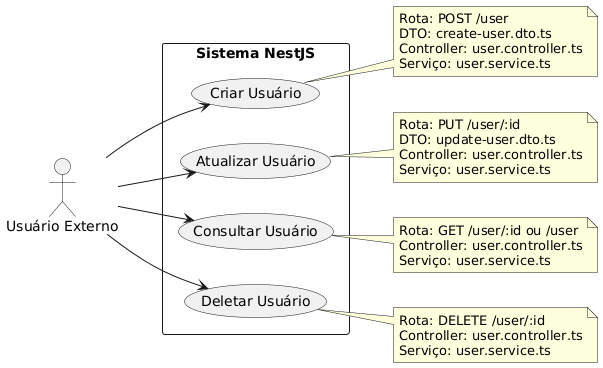 Rota: POST /user
DTO: create-user.dto.ts
Controller: user.controller.ts
Serviço: user.service.ts
Sistema NestJS
Criar Usuário
Rota: PUT /user/:id
DTO: update-user.dto.ts
Controller: user.controller.ts
Serviço: user.service.ts
Atualizar Usuário
Usuário Externo
Consultar Usuário
Rota: GET /user/:id ou /user
Controller: user.controller.ts
Serviço: user.service.ts
Deletar Usuário
Rota: DELETE /user/:id
Controller: user.controller.ts
Serviço: user.service.ts